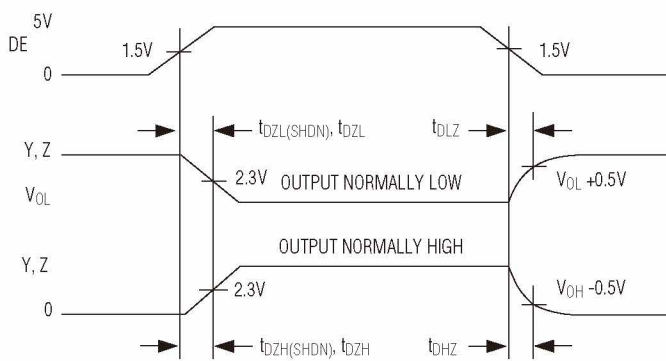 5V
DE
1.5V
1.5V
0
tDZL(SHDN), tDZL
tDLZ
Y, Z
2.3V
OUTPUT NORMALLY LOW
VOL +0.5V
VOL
OUTPUT NORMALLY HIGH
Y, Z
2.3V
VOH -0.5V
0
tDZH(SHDN), tDZH
tDHZ